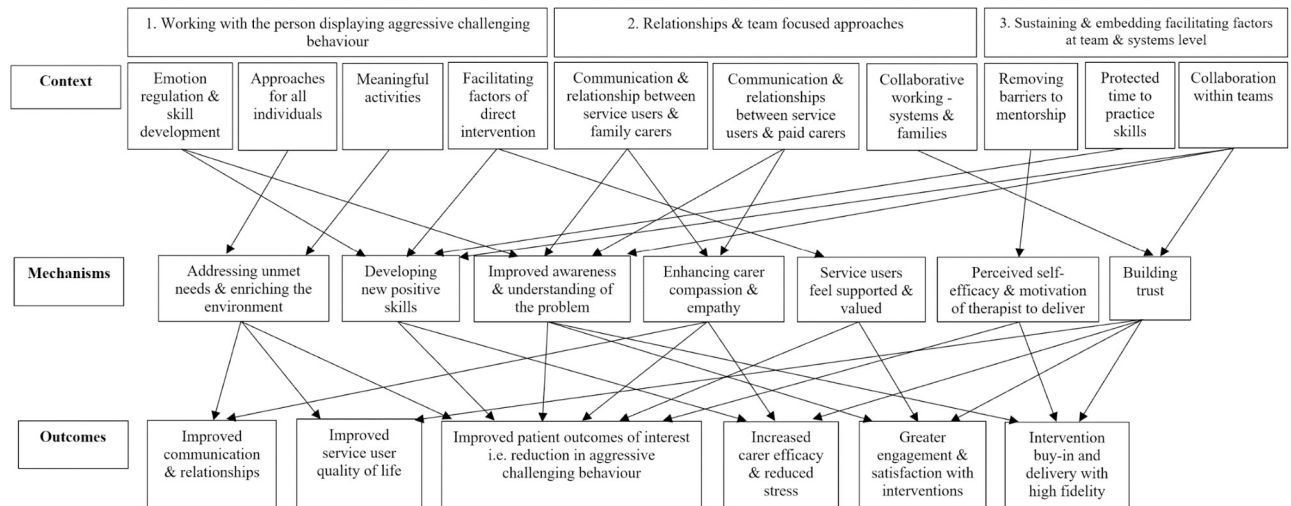 1. Working with the person displaying aggressive challenging
behaviour
2. Relationships & team focused approaches
3. Sustaining & embedding facilitating factors
at team & systems level
Context
Emotion
regulation &
skill
development
Approaches
for all
individuals
Meaningful
activities
Facilitating
factors of
direct
intervention
Communication &
relationship between
service users &
family carers
Communication &
relationships
between service
users & paid carers
Collaborative
working -
systems &
families
Removing
barriers to
mentorship
Protected
time to
practice
skills
Collaboration
within teams
Mechanisms
Addressing unmet
needs & enriching the
environment
Developing
new positive
skills
Improved awareness
& understanding of
the problem
Enhancing carer
compassion &
empathy
Service users
feel supported &
valued
Perceived self-
efficacy & motivation
of therapist to deliver
Building
trust
Outcomes
Improved
communication
& relationships
Improved
service user
quality of life
Improved patient outcomes of interest
i.e. reduction in aggressive
challenging behaviour
Increased
carer efficacy
& reduced
stress
Greater
engagement &
satisfaction with
interventions
Intervention
buy-in and
delivery with
high fidelity